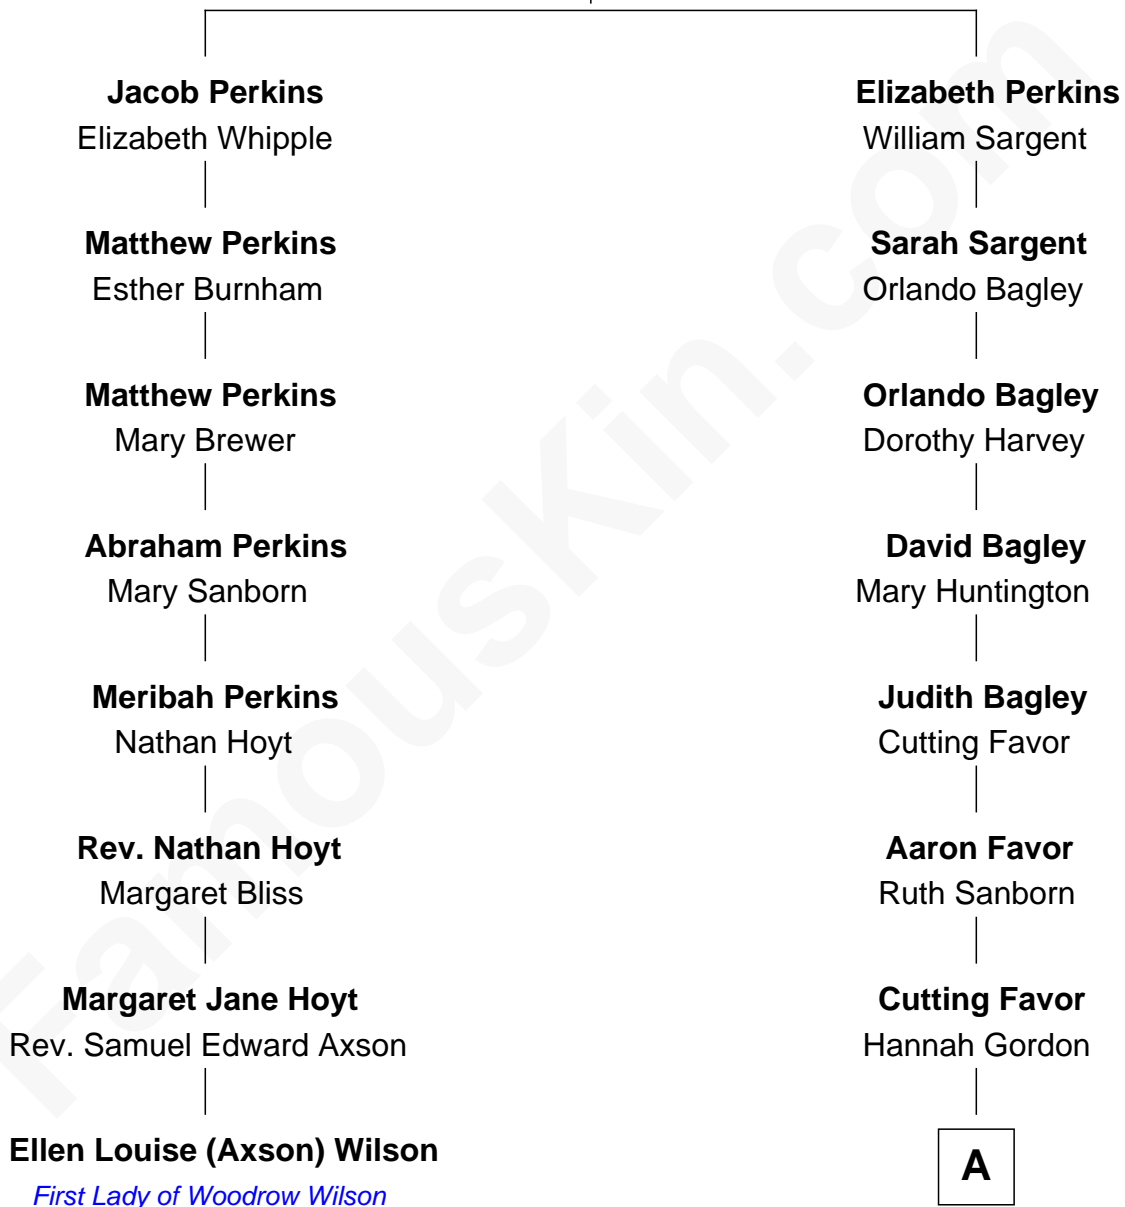 Jacob Perkins
Elizabeth Whipple
Matthew Perkins
Esther Burnham
Matthew Perkins
Mary Brewer
Abraham Perkins
Mary Sanborn
Meribah Perkins
Nathan Hoyt
Rev. Nathan Hoyt
Margaret Bliss
Margaret Jane Hoyt
Rev. Samuel Edward Axson
Ellen Louise (Axson) Wilson
First Lady of Woodrow Wilson
Elizabeth Perkins
William Sargent
Sarah Sargent
Orlando Bagley
Orlando Bagley
Dorothy Harvey
David Bagley
Mary Huntington
Judith Bagley
Cutting Favor
Aaron Favor
Ruth Sanborn
Cutting Favor
Hannah Gordon
A
FamousKin.com